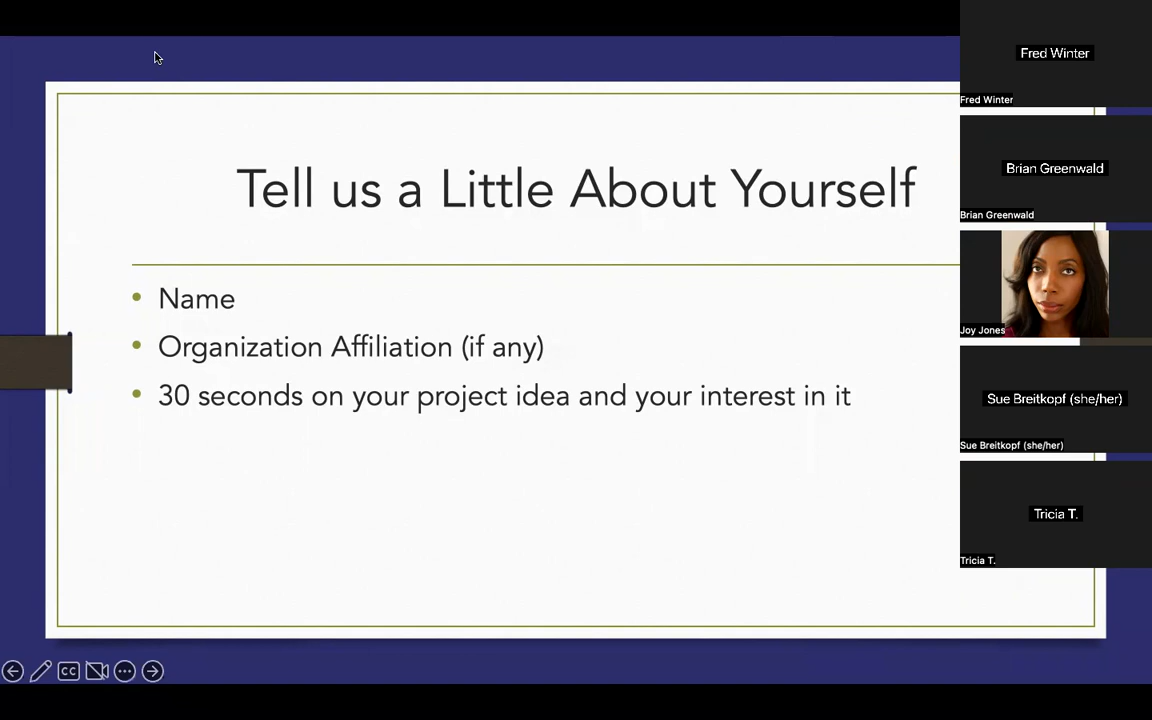 Tell us a Little About Yourself
• Name
• Organization Affiliation (if any)
• 30 seconds on your project idea and your interest in it
CC
Fred Winter
Fred Winter
Brian Greenwald
Brian Greenwald
Joy Jones
Sue Breitkopf (she/her)
Sue Breitkopf (she/her)
Tricia T.
Tricia T.